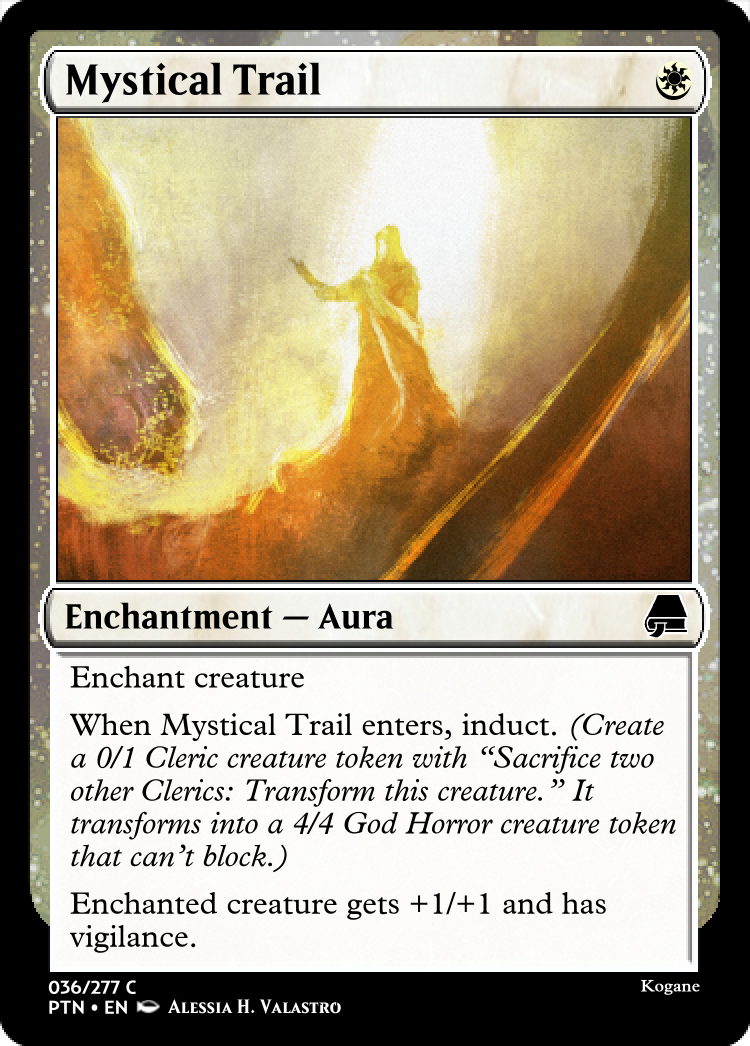 Mystical Trail
Enchantment — Aura
Enchant creature
When Mystical Trail enters, induct. (Create
a 0/1 Cleric creature token with “Sacrifice two
other Clerics: Transform this creature.” It
transforms into a 4/4 God Horror creature token
that can’t block.)
Enchanted creature gets +1/+1 and has
vigilance.
036/277 C
Kogane
PTN • EN Alessia H. Valastro